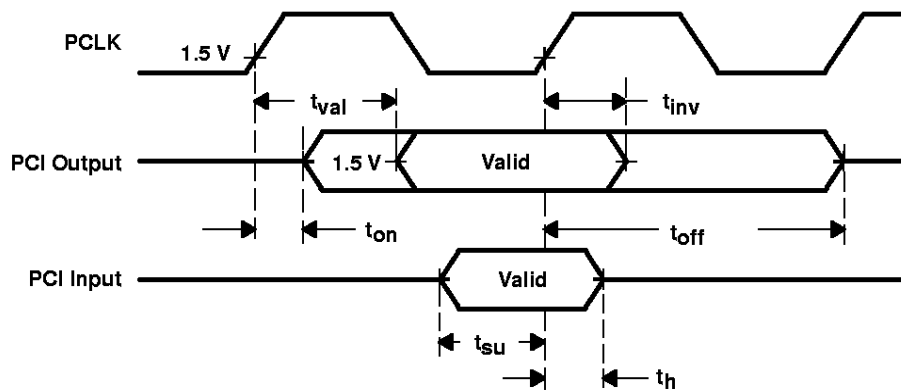 PCLK
1.5 V
tval
tinv
PCI Output
1.5 V
Valid
ton
toff
PCI Input
Valid
tsu
th